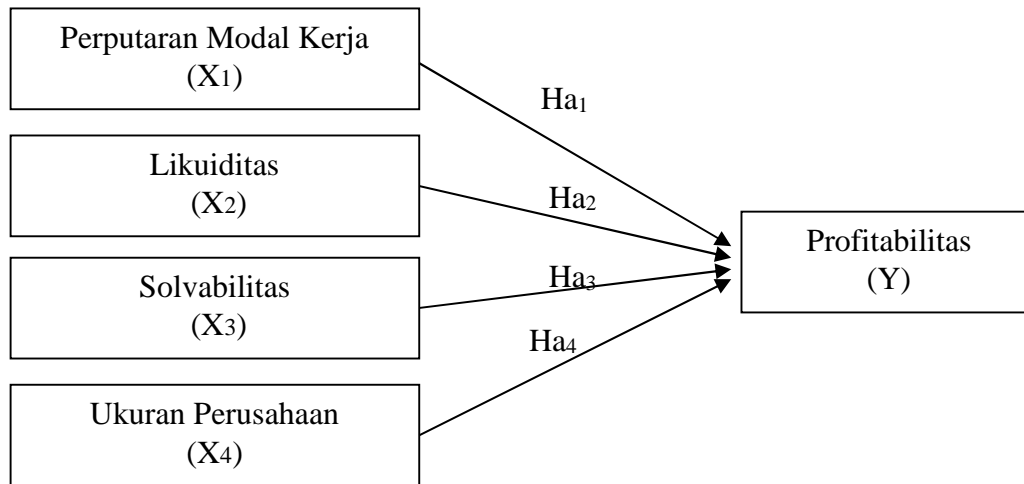 Perputaran Modal Kerja
(X1)
Ha1
Likuiditas
(X2)
Ha2
Profitabilitas
(Y)
Solvabilitas
(X3)
Ha3
Ha4
Ukuran Perusahaan
(X4)